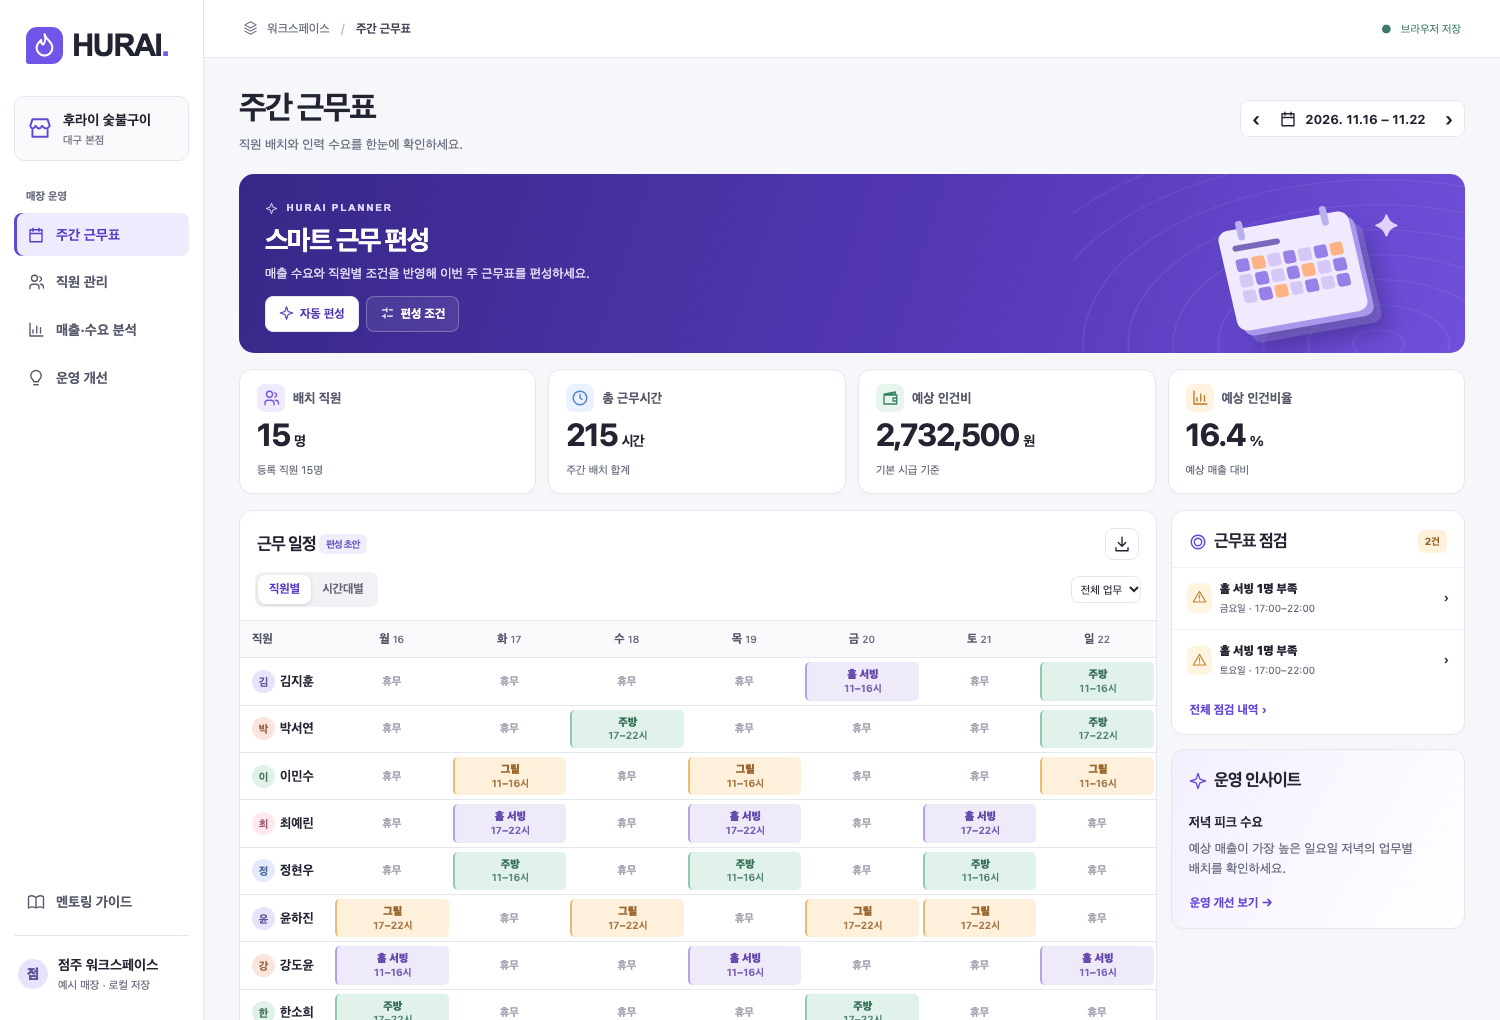 HURAI.
후라이 숯불구이
대구 본점
매장 운영
주간 근무표
직원 관리
매출·수요 분석
운영 개선
멘토링 가이드
점
점주 워크스페이스
예시 매장 · 로컬 저장
워크스페이스 / 주간 근무표
브라우저 저장
주간 근무표
직원 배치와 인력 수요를 한눈에 확인하세요.
‹ 2026. 11.16 – 11.22 ›
HURAI PLANNER
스마트 근무 편성
매출 수요와 직원별 조건을 반영해 이번 주 근무표를 편성하세요.
자동 편성
편성 조건
배치 직원
15 명
등록 직원 15명
총 근무시간
215 시간
주간 배치 합계
예상 인건비
2,732,500 원
기본 시급 기준
예상 인건비율
16.4 %
예상 매출 대비
근무 일정 편성 초안
직원별 시간대별
전체 업무
직원 월 16 화 17 수 18 목 19 금 20 토 21 일 22
김 김지훈 휴무 휴무 휴무 휴무 홀 서빙 11–16시 휴무 주방 11–16시
박 박서연 휴무 휴무 주방 17–22시 휴무 휴무 휴무 주방 17–22시
이 이민수 휴무 그릴 11–16시 휴무 그릴 11–16시 휴무 휴무 그릴 11–16시
최 최예린 휴무 홀 서빙 17–22시 휴무 홀 서빙 17–22시 휴무 홀 서빙 17–22시 휴무
정 정현우 휴무 주방 11–16시 휴무 주방 11–16시 휴무 주방 11–16시 휴무
윤 윤하진 그릴 17–22시 휴무 그릴 17–22시 휴무 그릴 17–22시 그릴 17–22시 휴무
강 강도윤 홀 서빙 11–16시 휴무 휴무 홀 서빙 11–16시 휴무 휴무 홀 서빙 11–16시
한 한소희 주방 17–22시 휴무 휴무 휴무 주방 17–22시 휴무 휴무
근무표 점검
2건
홀 서빙 1명 부족
금요일 · 17:00–22:00
›
홀 서빙 1명 부족
토요일 · 17:00–22:00
›
전체 점검 내역 ›
운영 인사이트
저녁 피크 수요
예상 매출이 가장 높은 일요일 저녁의 업무별
배치를 확인하세요.
운영 개선 보기 →